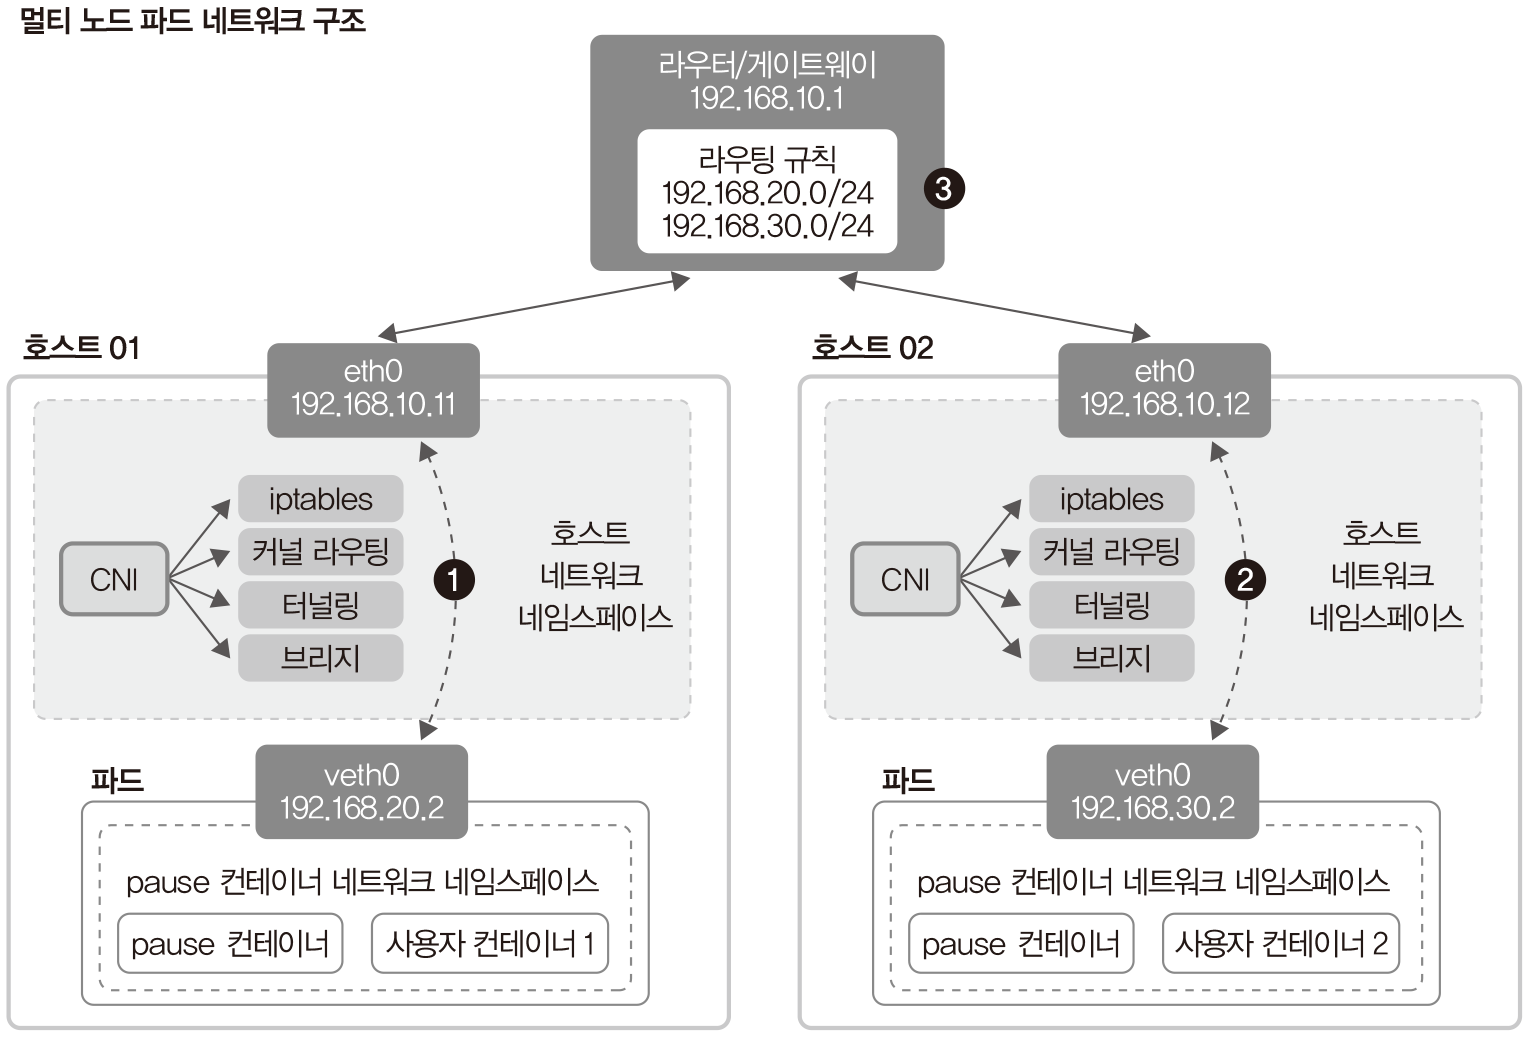 멀티 노드 파드 네트워크 구조
라우터/게이트웨이
192.168.10.1
라우팅 규칙
192.168.20.0/24
192.168.30.0/24
3
호스트 01
eth0
192.168.10.11
iptables
커널 라우팅
터널링
브리지
CNI
1
호스트
네트워크
네임스페이스
파드
veth0
192.168.20.2
pause 컨테이너 네트워크 네임스페이스
pause 컨테이너
사용자 컨테이너 1
호스트 02
eth0
192.168.10.12
iptables
커널 라우팅
터널링
브리지
CNI
2
호스트
네트워크
네임스페이스
파드
veth0
192.168.30.2
pause 컨테이너 네트워크 네임스페이스
pause 컨테이너
사용자 컨테이너 2